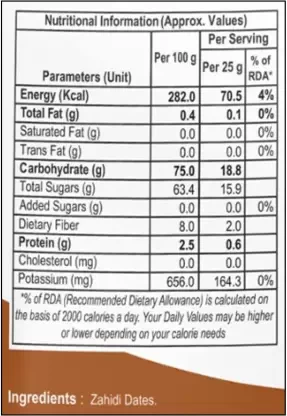 Nutritional Information (Approx. Values)
Parameters (Unit) Per 100 g Per Serving
Per 25 g % of RDA*
Energy (Kcal) 282.0 70.5 4%
Total Fat (g) 0.4 0.1 0%
Saturated Fat (g) 0.0 0.0 0%
Trans Fat (g) 0.0 0.0 0%
Carbohydrate (g) 75.0 18.8
Total Sugars (g) 63.4 15.9
Added Sugars (g) 0.0 0.0 0%
Dietary Fiber 8.0 2.0
Protein (g) 2.5 0.6
Cholesterol (mg) 0.0 0.0
Potassium (mg) 656.0 164.3 0%
*% of RDA (Recommended Dietary Allowance) is calculated on
the basis of 2000 calories a day. Your Daily Values may be higher
or lower depending on your calorie needs
Ingredients : Zahidi Dates.